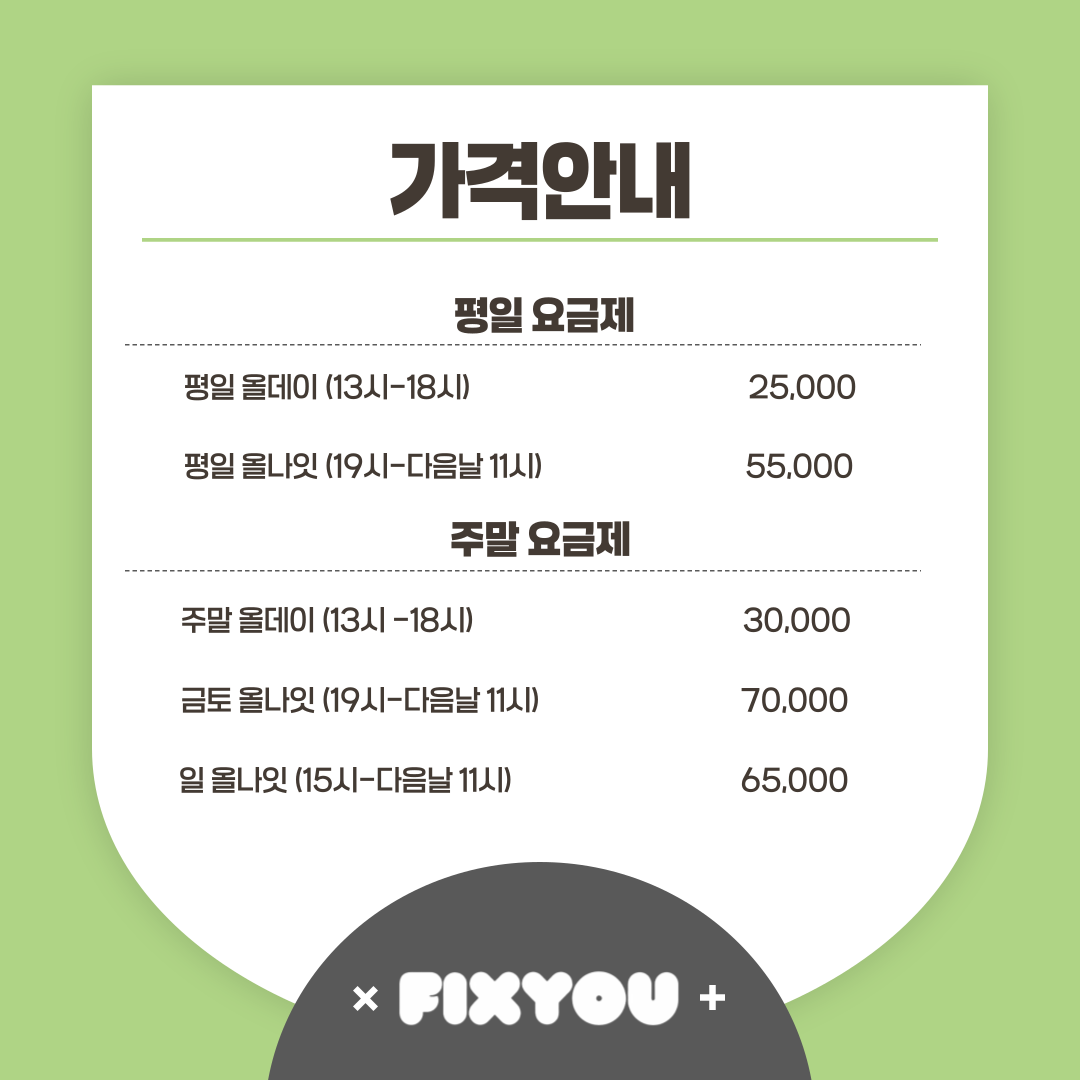 가격안내
평일 요금제
평일 올데이 (13시-18시) 25,000
평일 올나잇 (19시-다음날 11시) 55,000
주말 요금제
주말 올데이 (13시 -18시) 30,000
금토 올나잇 (19시-다음날 11시) 70,000
일 올나잇 (15시-다음날 11시) 65,000
× FIXYOU +